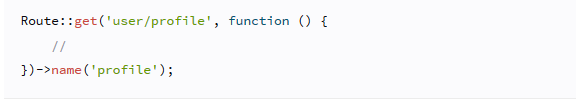 Route::get('user/profile', function () {
    //
})->name('profile');